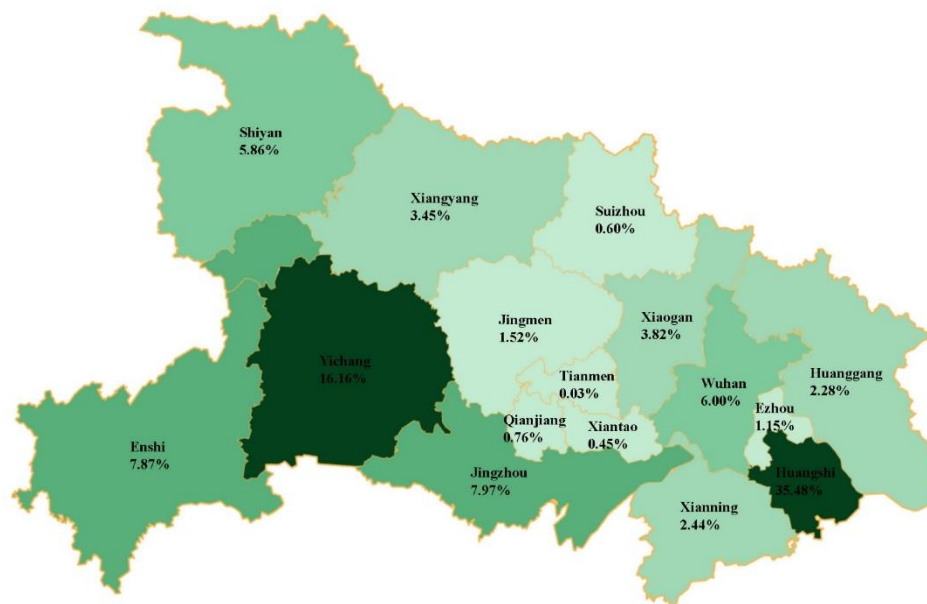 Shiyan
5.86%
Xiangyang
3.45%
Suizhou
0.60%
Jingmen
1.52%
Xiaogan
3.82%
Yichang
16.16%
Tianmen
0.03%
Wuhan
6.00%
Huanggang
2.28%
Ezhou
1.15%
Qianjiang
0.76%
Xiantao
0.45%
Enshi
7.87%
Jingzhou
7.97%
Huangshi
35.48%
Xianning
2.44%